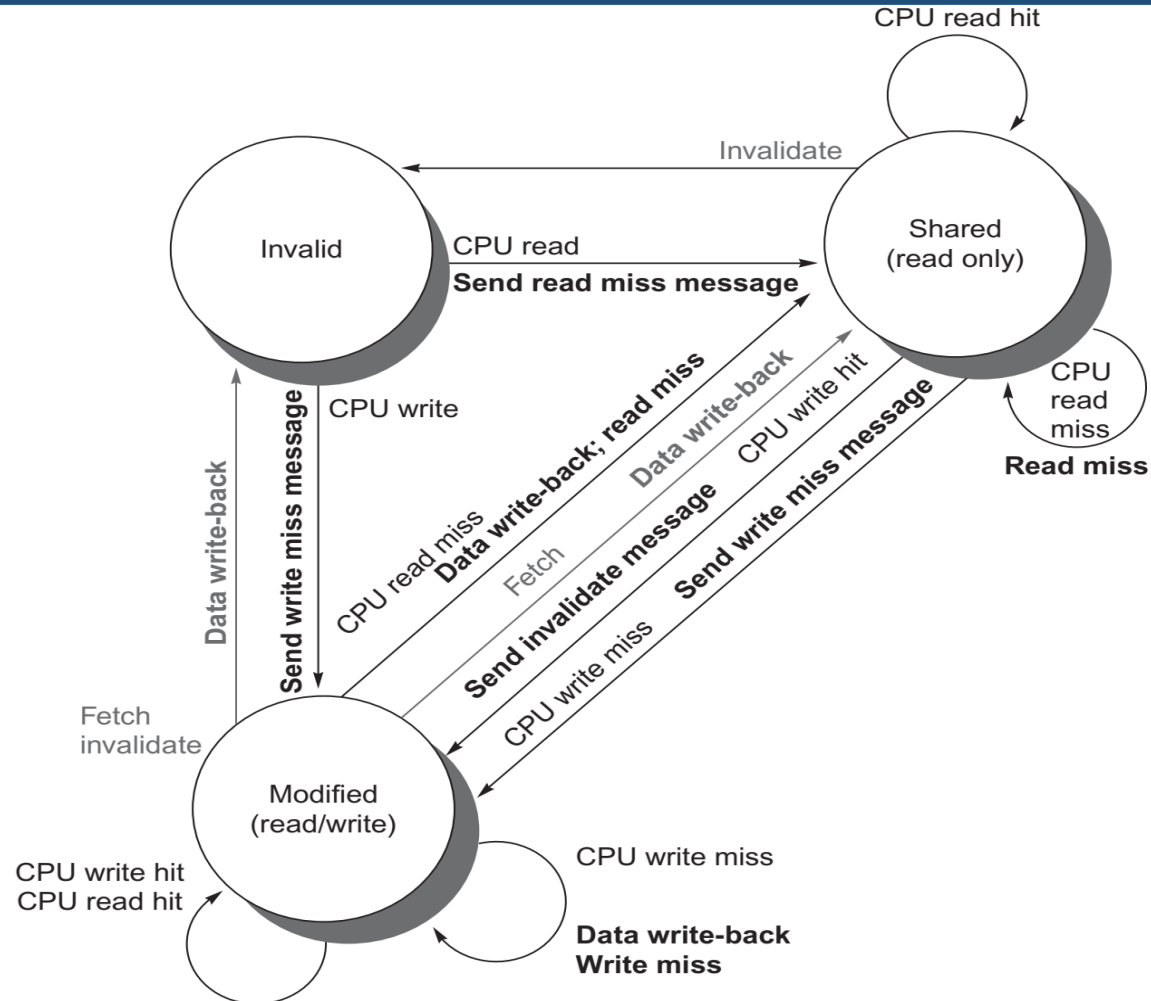 CPU read hit
Invalidate
Invalid
Shared
(read only)
CPU read
Send read miss message
CPU write
Send write miss message
Data write-back
Fetch
invalidate
CPU read miss
Data write-back; read miss
Fetch
Data write-back
CPU write hit
Send invalidate message
CPU write miss
Send write miss message
CPU
read
miss
Read miss
Modified
(read/write)
CPU write hit
CPU read hit
CPU write miss
Data write-back
Write miss